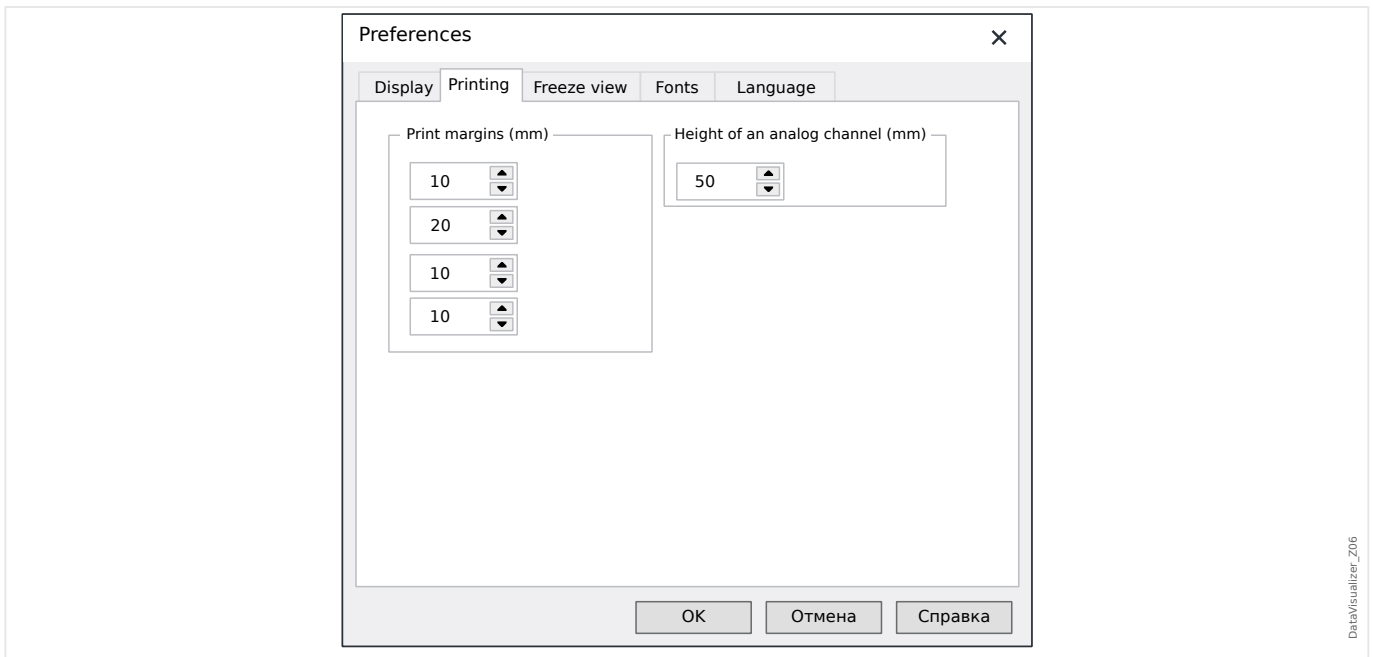 Preferences
Display Printing Freeze view Fonts Language
Print margins (mm) Height of an analog channel (mm)
10 50
20
10
10
OK Отмена Справка
DataVisualizer_Z06